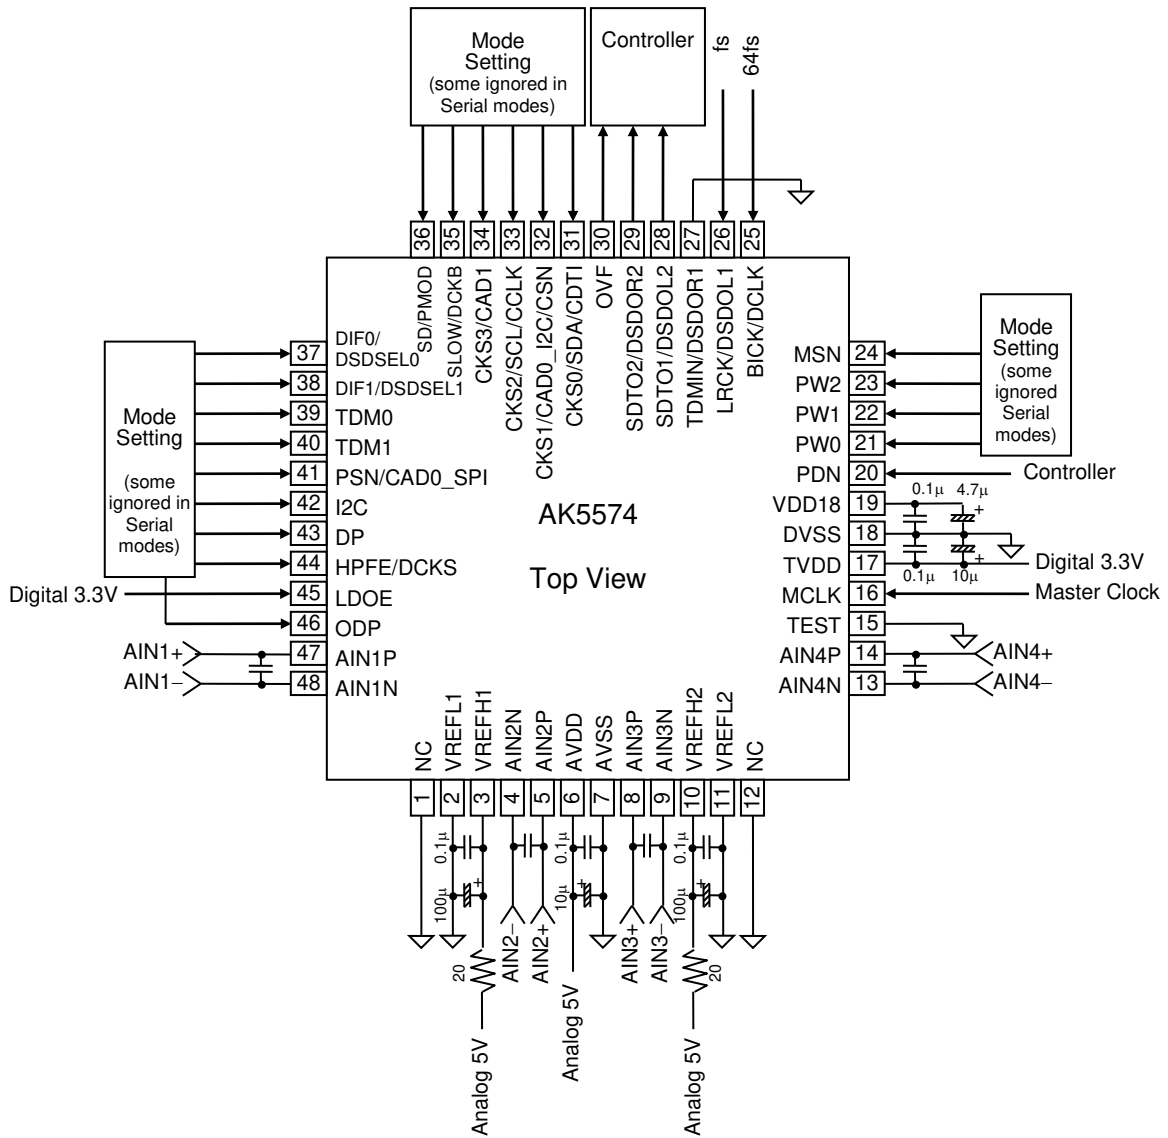 Mode
Setting
(some ignored in
Serial modes)
Controller
fs
64fs
36
35
34
33
32
31
30
29
28
27
26
25
SD/PMOD
SLOW/DCKB
CKS3/CAD1
CKS2/SCL/CCLK
CKS1/CAD0_I2C/CSN
CKS0/SDA/CDTI
OVF
SDTO2/DSDOR2
SDTO1/DSDOL2
TDMIN/DSDOR1
LRCK/DSDOL1
BICK/DCLK
Mode
Setting
(some
ignored in
Serial
modes)
37
DIF0/
DSDSEL0
38
DIF1/DSDSEL1
39
TDM0
40
TDM1
41
PSN/CAD0_SPI
42
I2C
43
DP
44
HPFE/DCKS
Digital 3.3V
45
LDOE
46
ODP
AIN1+
47
AIN1P
AIN1−
48
AIN1N
AK5574
Top View
Mode
Setting
(some
ignored
Serial
modes)
MSN
24
PW2
23
PW1
22
PW0
21
PDN
20
Controller
VDD18
19
0.1μ
4.7μ
+
DVSS
18
TVDD
17
0.1μ
10μ
+
Digital 3.3V
MCLK
16
Master Clock
TEST
15
AIN4P
14
AIN4+
AIN4N
13
AIN4−
NC
VREFL1
VREFH1
AIN2N
AIN2P
AVDD
AVSS
AIN3P
AIN3N
VREFH2
VREFL2
NC
1
2
3
4
5
6
7
8
9
10
11
12
0.1μ
0.1μ
0.1μ
100μ
+
10μ
+
100μ
+
AIN2−
AIN2+
AIN3+
AIN3−
20
20
Analog 5V
Analog 5V
Analog 5V